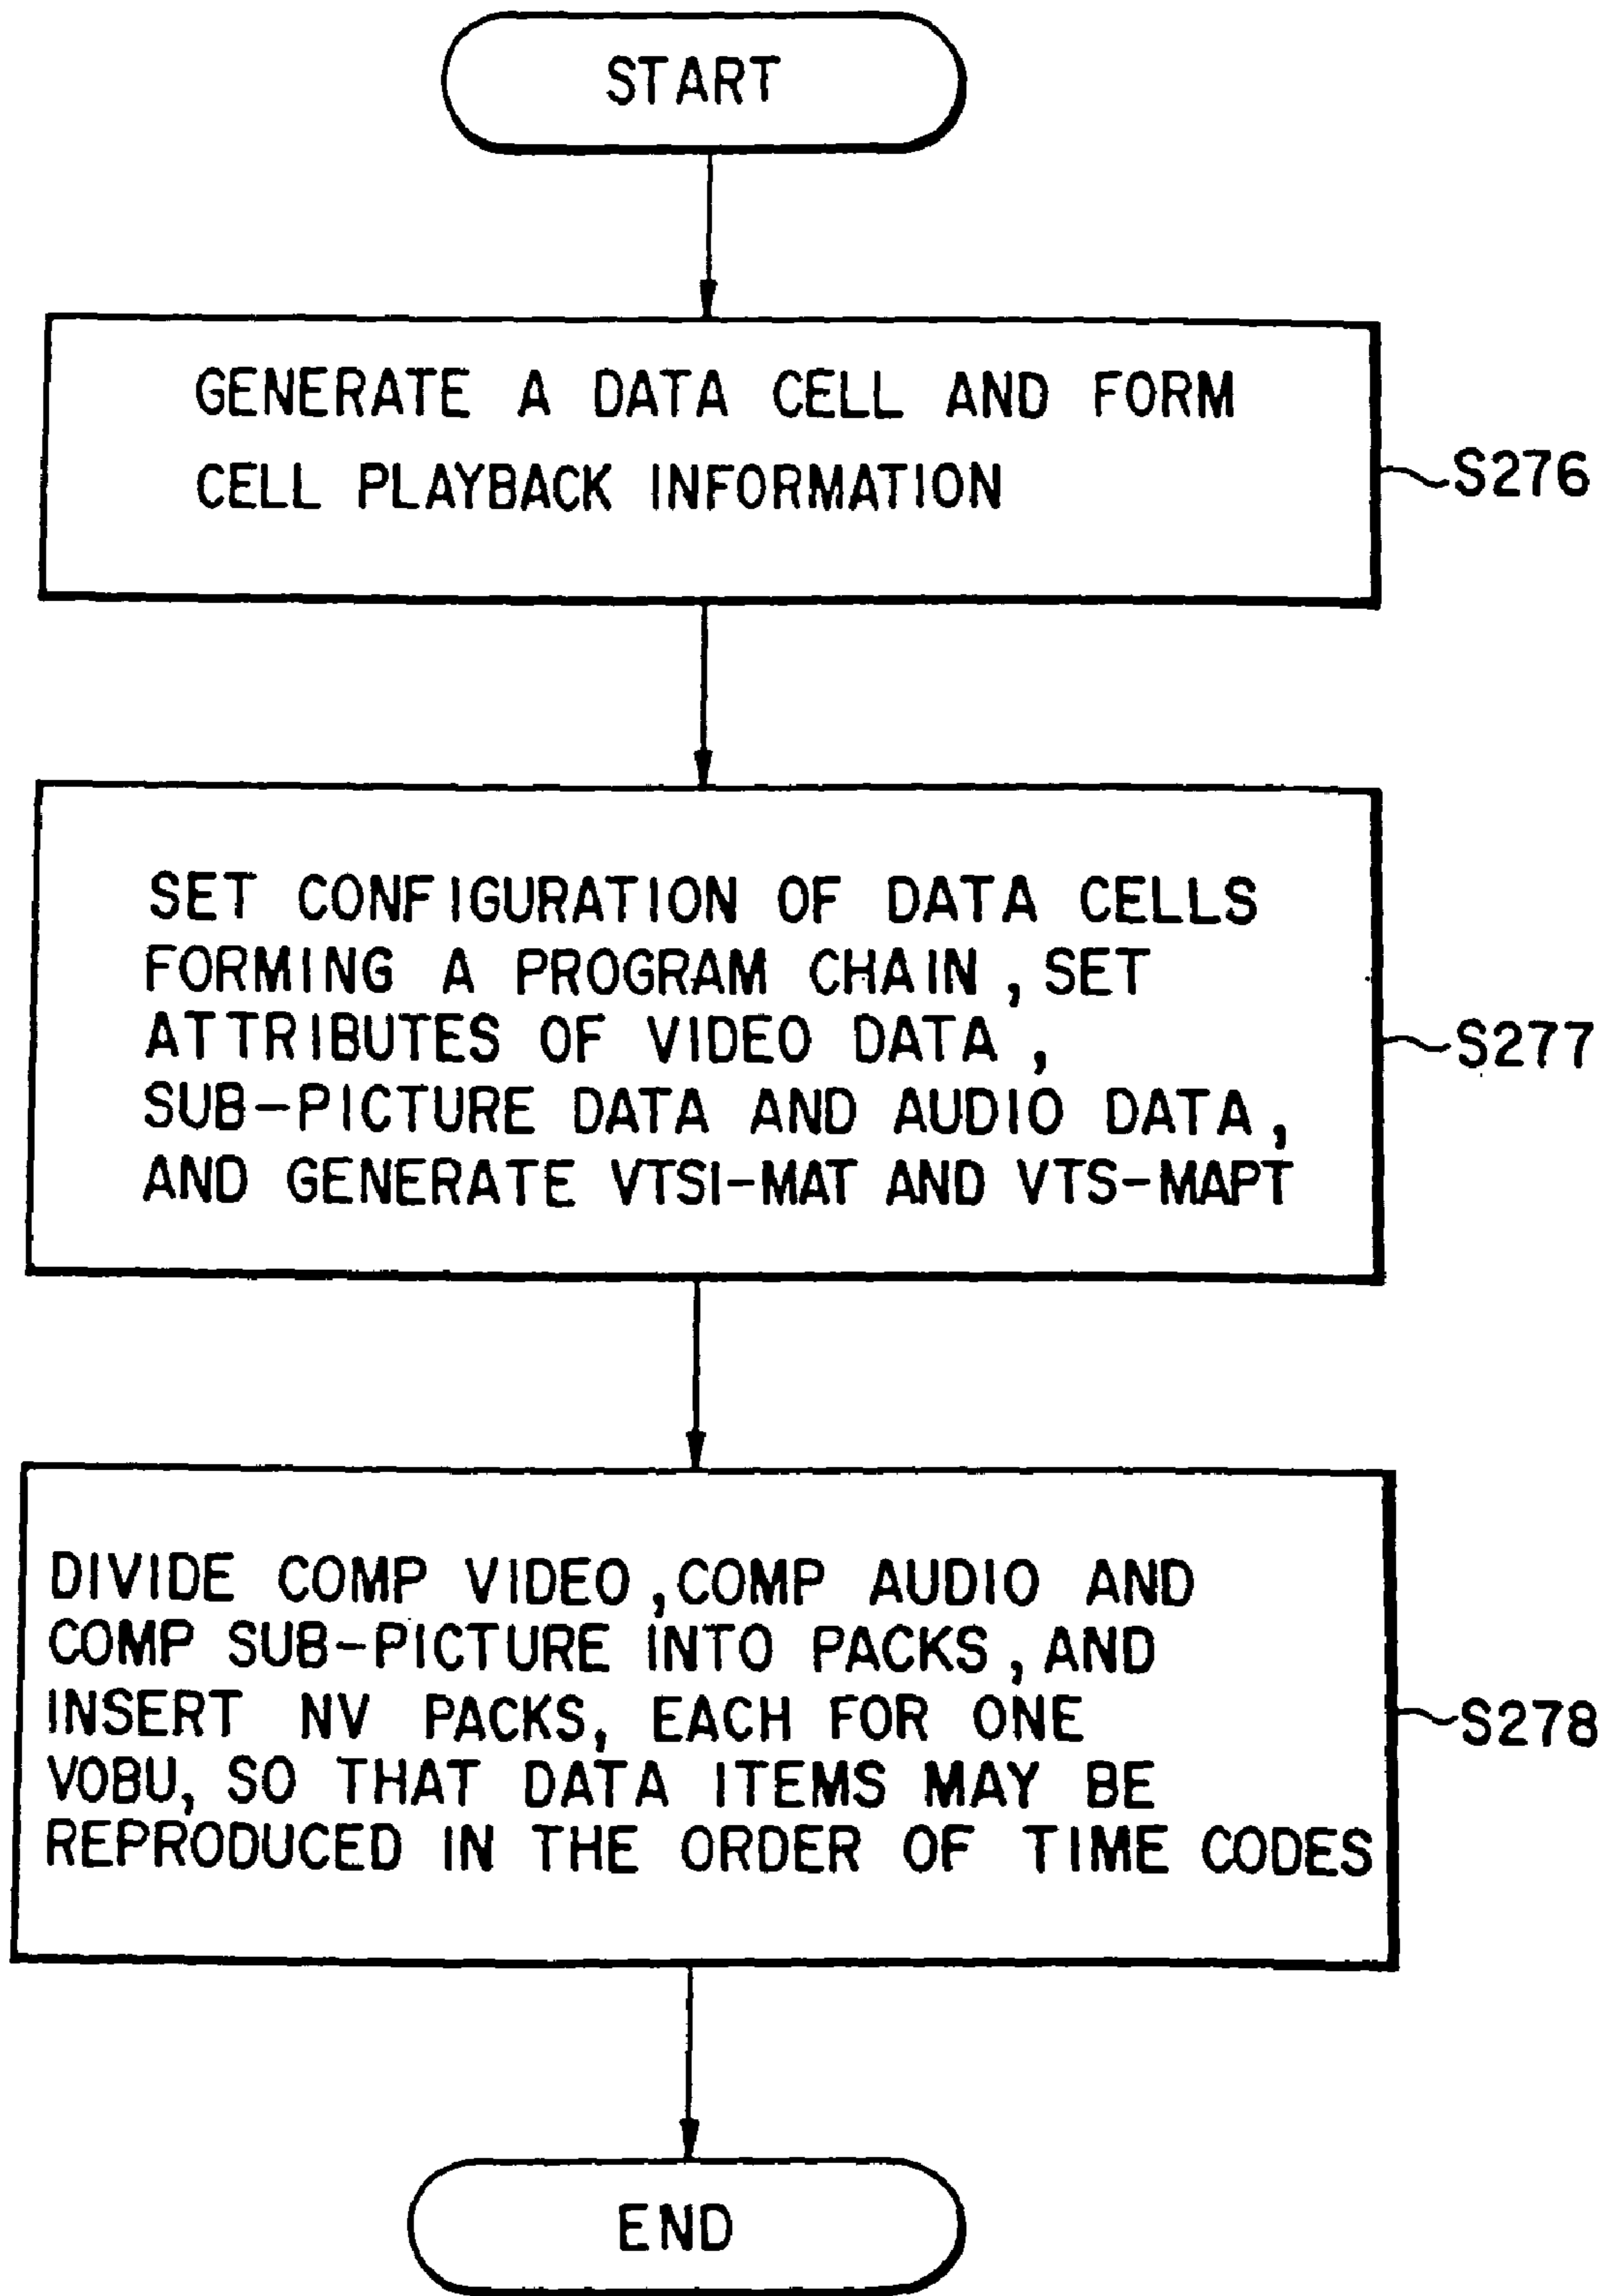 START
GENERATE A DATA CELL AND FORM
CELL PLAYBACK INFORMATION
S276
SET CONFIGURATION OF DATA CELLS
FORMING A PROGRAM CHAIN, SET
ATTRIBUTES OF VIDEO DATA,
SUB-PICTURE DATA AND AUDIO DATA,
AND GENERATE VTSI-MAT AND VTS-MAPT
S277
DIVIDE COMP VIDEO, COMP AUDIO AND
COMP SUB-PICTURE INTO PACKS, AND
INSERT NV PACKS, EACH FOR ONE
VOBU, SO THAT DATA ITEMS MAY BE
REPRODUCED IN THE ORDER OF TIME CODES
S278
END